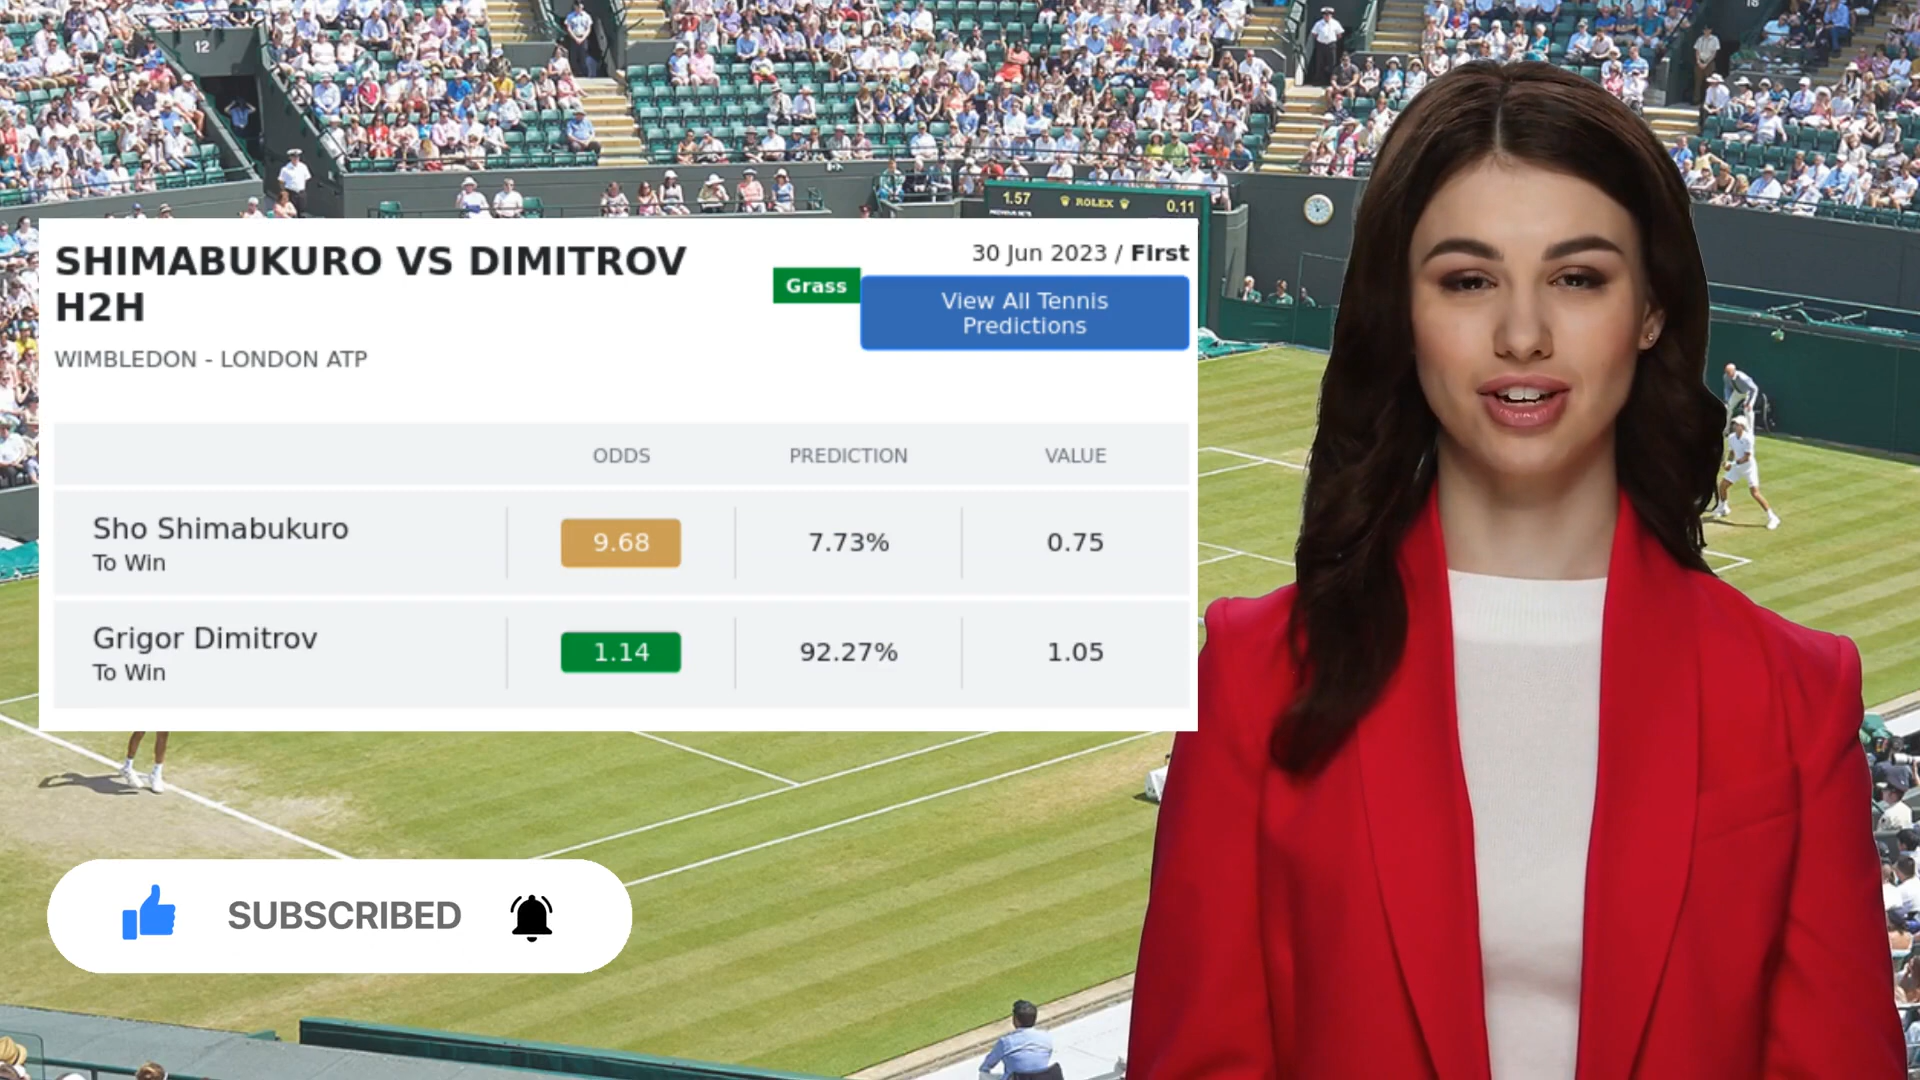 12
18
1.57 ROLEX 0.11
SHIMABUKURO VS DIMITROV
H2H
WIMBLEDON - LONDON ATP
30 Jun 2023 / First
Grass
View All Tennis
Predictions
ODDS PREDICTION VALUE
Sho Shimabukuro
To Win
9.68 7.73% 0.75
Grigor Dimitrov
To Win
1.14 92.27% 1.05
SUBSCRIBED